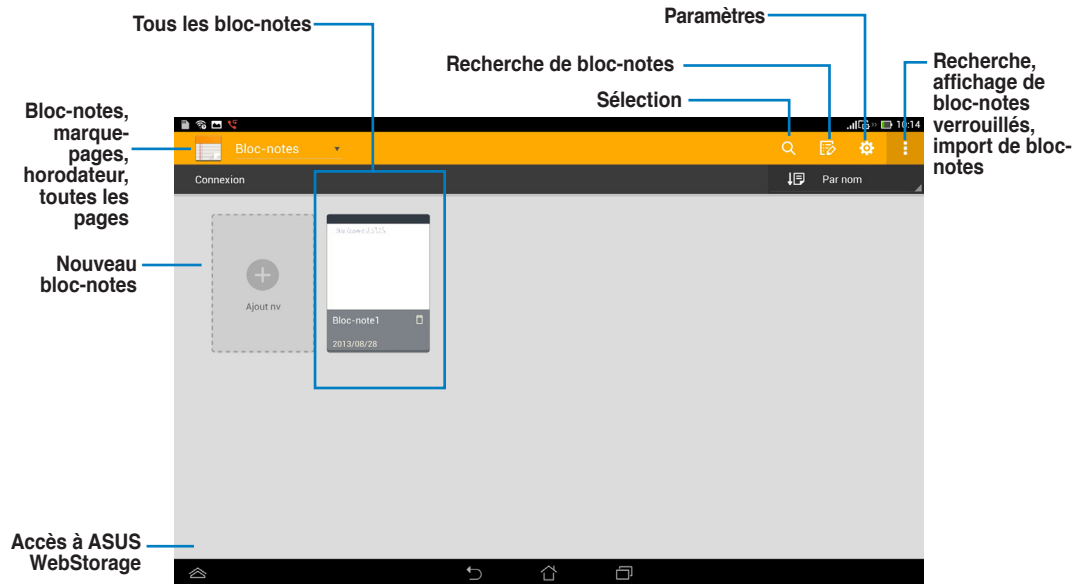 Tous les bloc-notes
Paramètres
Recherche de bloc-notes
Sélection
Recherche,
affichage de
bloc-notes
verrouillés,
import de bloc-
notes
Bloc-notes,
marque-
pages,
horodateur,
toutes les
pages
10:14
Bloc-notes
Connexion
Par nom
Nouveau
bloc-notes
Ajout nv
Bloc-note1
2013/08/28
Accès à ASUS
WebStorage